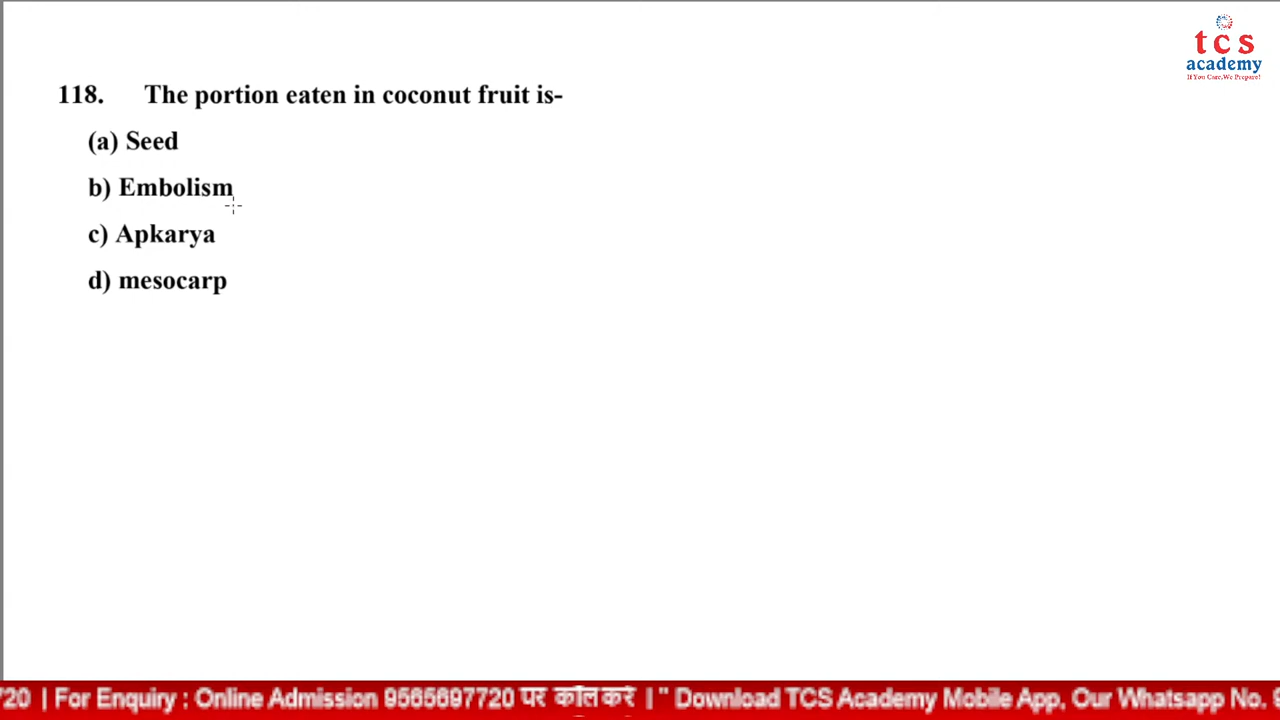 tcs
academy
If You Care,We Prepare!
118. The portion eaten in coconut fruit is-
(a) Seed
b) Embolism
c) Apkarya
d) mesocarp
720 | For Enquiry : Online Admission 9565697720 पर कॉल करें | " Download TCS Academy Mobile App, Our Whatsapp No. 9